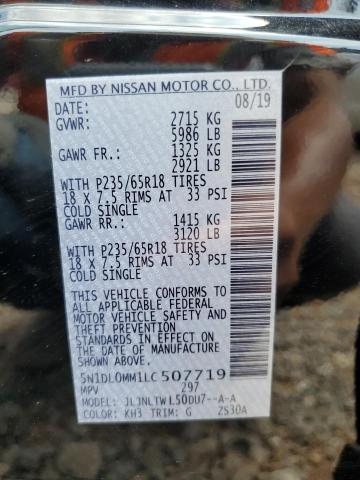 MFD BY NISSAN MOTOR CO., LTD.
DATE: 08/19
GVWR: 2715 KG
5986 LB
GAWR FR.: 1325 KG
2921 LB
WITH P235/65R18 TIRES
18 X 7.5 RIMS AT 33 PSI
COLD SINGLE
GAWR RR.: 1415 KG
3120 LB
WITH P235/65R18 TIRES
18 X 7.5 RIMS AT 33 PSI
COLD SINGLE
THIS VEHICLE CONFORMS TO
ALL APPLICABLE FEDERAL
MOTOR VEHICLE SAFETY
STANDARDS IN EFFECT ON
THE DATE OF MANUFACTURE
SHOWN ABOVE.
5N1DL0MM1LC507719
MPV 297
MODEL: JLJNLTWL50DU7--A-A
COLOR: KH3 TRIM: G ZS30A